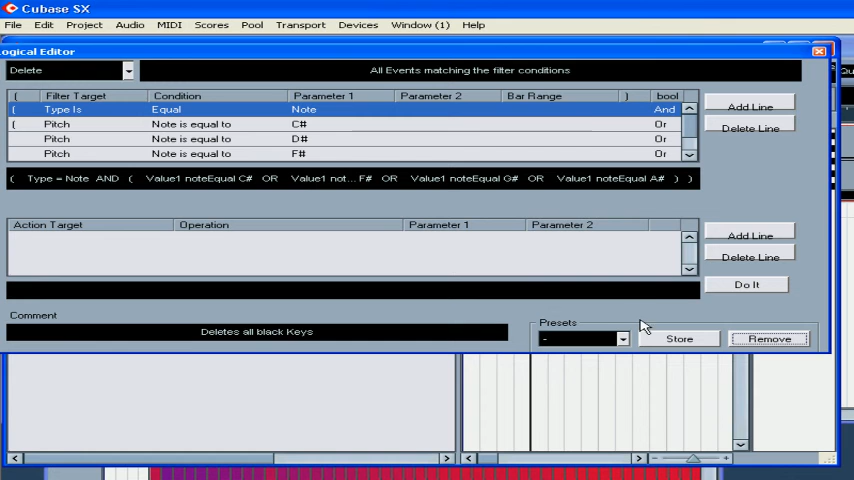 Cubase SX
File Edit Project Audio MIDI Scores Pool Transport Devices Window (1) Help
Logical Editor
Delete All Events matching the filter conditions
( Filter Target Condition Parameter 1 Parameter 2 Bar Range ) bool
( Type Is Equal Note And
( Pitch Note is equal to C# Or
Pitch Note is equal to D# Or
Pitch Note is equal to F# Or
Add Line
Delete Line
( Type = Note AND ( Value1 noteEqual C# OR Value1 not... F# OR Value1 noteEqual G# OR Value1 noteEqual A# ) )
Action Target Operation Parameter 1 Parameter 2
Add Line
Delete Line
Do It
Comment
Deletes all black Keys
Presets
- Store Remove